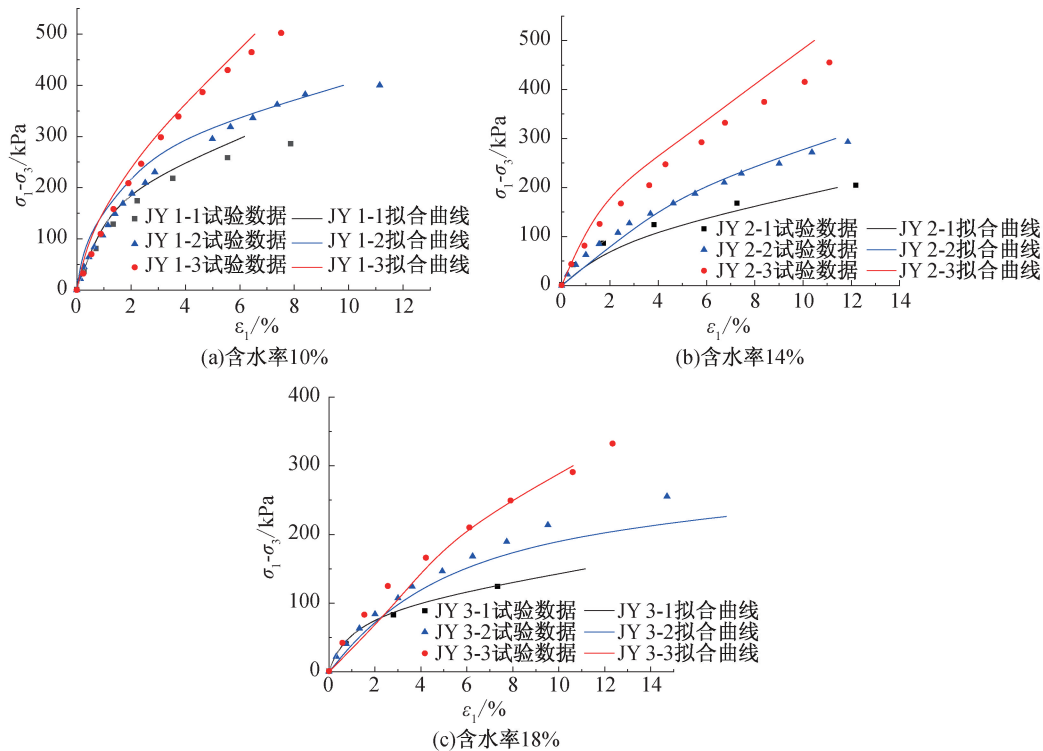 500
400
300
200
100
0
σ₁-σ₃/kPa
JY 1-1试验数据 JY 1-1拟合曲线
JY 1-2试验数据 JY 1-2拟合曲线
JY 1-3试验数据 JY 1-3拟合曲线
0 2 4 6 8 10 12
ε₁/%
(a)含水率10%
500
400
300
200
100
0
σ₁-σ₃/kPa
JY 2-1试验数据 JY 2-1拟合曲线
JY 2-2试验数据 JY 2-2拟合曲线
JY 2-3试验数据 JY 2-3拟合曲线
0 2 4 6 8 10 12 14
ε₁/%
(b)含水率14%
400
300
200
100
0
σ₁-σ₃/kPa
JY 3-1试验数据 JY 3-1拟合曲线
JY 3-2试验数据 JY 3-2拟合曲线
JY 3-3试验数据 JY 3-3拟合曲线
0 2 4 6 8 10 12 14
ε₁/%
(c)含水率18%